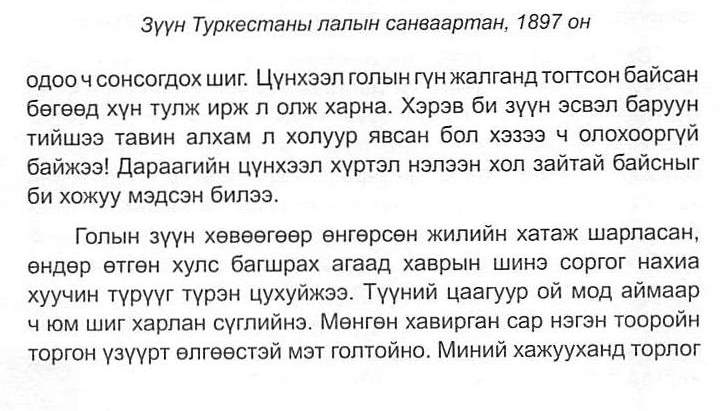 Зүүн Туркестаны лалын санваартан, 1897 он
одоо ч сонсогдох шиг. Цүнхээл голын гүн жалганд тогтсон байсан
бөгөөд хүн тулж ирж л олж харна. Хэрэв би зүүн эсвэл баруун
тийшээ тавин алхам л холуур явсан бол хэзээ ч олохооргүй
байжээ! Дараагийн цүнхээл хүртэл нэлээн хол зайтай байсныг
би хожуу мэдсэн билээ.
Голын зүүн хөвөөгөөр өнгөрсөн жилийн хатаж шарласан,
өндөр өтгөн хулс багшрах агаад хаврын шинэ соргог нахиа
хуучин түрүүг түрэн цухуйжээ. Түүний цаагуур ой мод аймаар
ч юм шиг харлан сүглийнэ. Мөнгөн хавирган сар нэгэн тооройн
торгон үзүүрт өлгөөстэй мэт голтойно. Миний хажууханд торлог